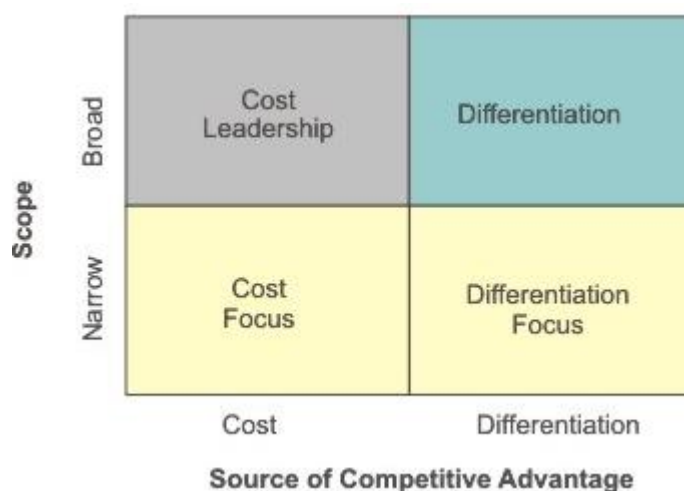 Scope
Broad
Narrow
Cost
Leadership
Differentiation
Cost
Focus
Differentiation
Focus
Cost
Differentiation
Source of Competitive Advantage